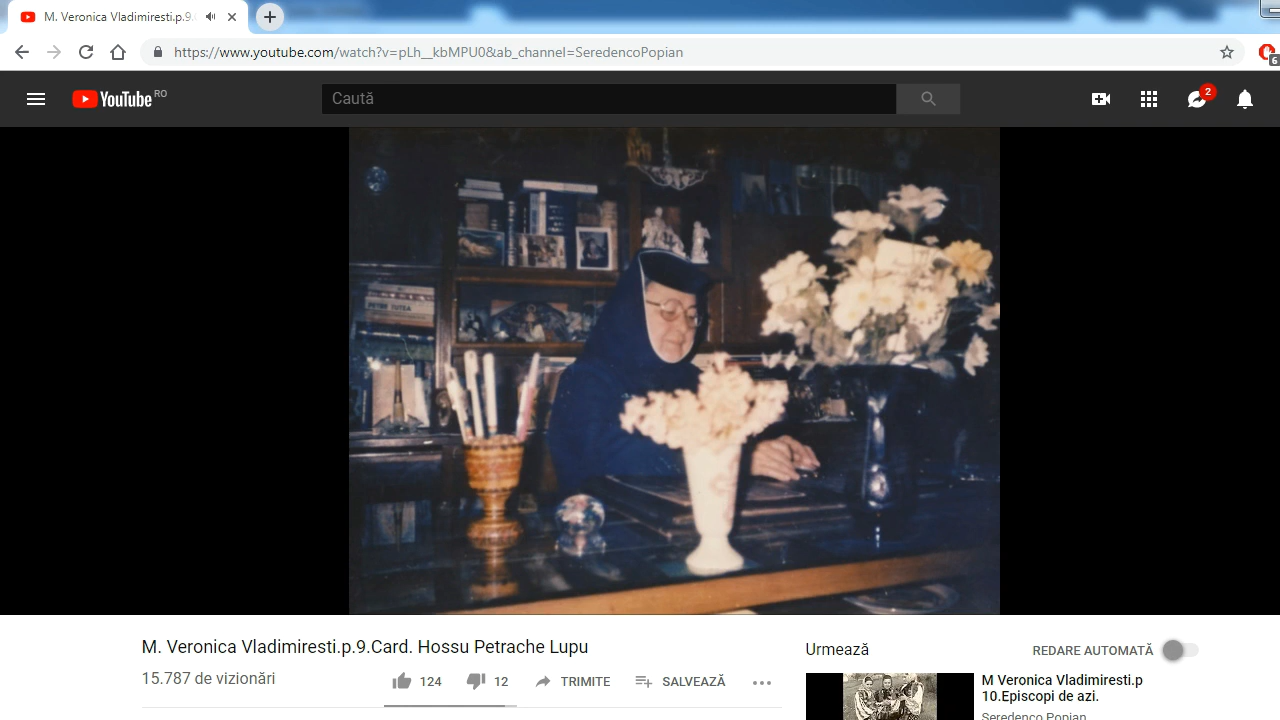 M. Veronica Vladimiresti.p.9.
https://www.youtube.com/watch?v=pLh__kbMPU0&ab_channel=SeredencoPopian
6
YouTube RO
Caută
2
PETRE TUTEA
M. Veronica Vladimiresti.p.9.Card. Hossu Petrache Lupu
15.787 de vizionări
124
12
TRIMITE
SALVEAZĂ
Urmează
REDARE AUTOMATĂ
M Veronica Vladimiresti.p
10.Episcopi de azi.
Seredenco Popian